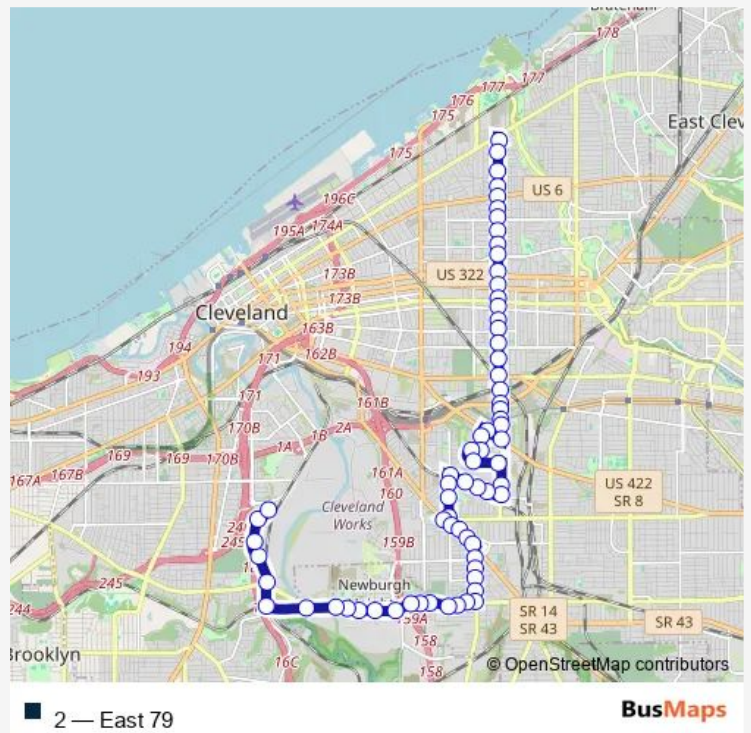 Bratenahl
178
177
177
176
175
175
East Clev
US 6
196C
195A
174A
173B
US 322
173B
Cleveland
163B
194
162B
171
193
171
161B
170B
2A
1B
1A
169
169
170B
167A
167B
161A
160
US 422
SR 8
Cleveland
Works
159B
245
Newburgh
244
SR 14
SR 43
SR 43
59A
158
Brooklyn
16C
158
© OpenStreetMap contributors
2 — East 79
BusMaps